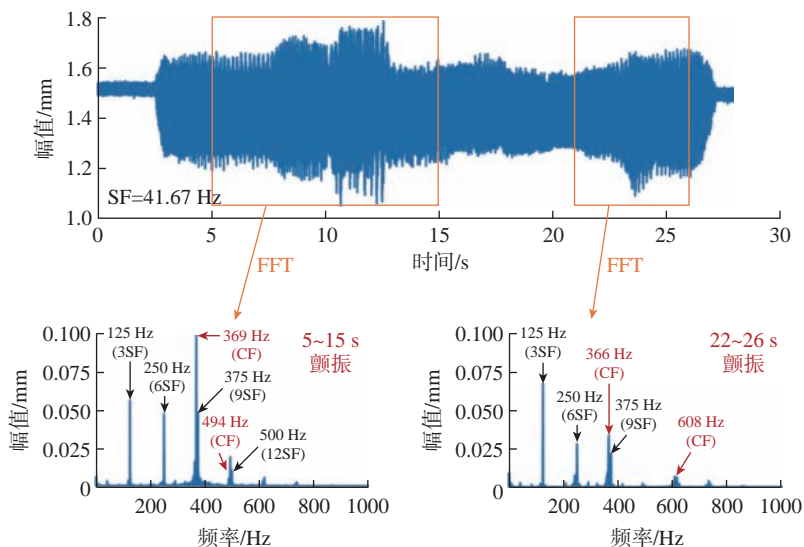 1.8
1.6
1.4
1.2
1.0
幅值/mm
SF=41.67 Hz
0
5
10
15
20
25
30
时间/s
FFT
FFT
0.100
0.075
0.050
0.025
0
幅值/mm
125 Hz
(3SF)
250 Hz
(6SF)
369 Hz
(CF)
375 Hz
(9SF)
494 Hz
(CF)
500 Hz
(12SF)
5~15 s
颤振
200
400
600
800
1000
频率/Hz
0.100
0.075
0.050
0.025
0
幅值/mm
125 Hz
(3SF)
250 Hz
(6SF)
366 Hz
(CF)
375 Hz
(9SF)
608 Hz
(CF)
22~26 s
颤振
200
400
600
800
1000
频率/Hz